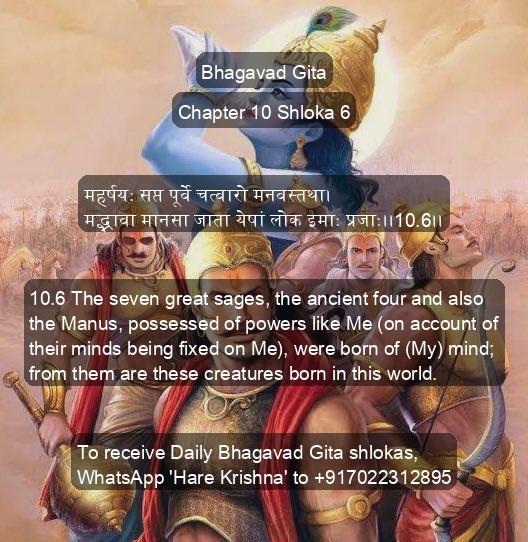 Bhagavad Gita
Chapter 10 Shloka 6
महर्षयः सप्त पूर्वे चत्वारो मनवस्तथा।
मद्भावा मानसा जाता येषां लोक इमाः प्रजाः।।10.6।।
10.6 The seven great sages, the ancient four and also
the Manus, possessed of powers like Me (on account of
their minds being fixed on Me), were born of (My) mind;
from them are these creatures born in this world.
To receive Daily Bhagavad Gita shlokas,
WhatsApp 'Hare Krishna' to +917022312895